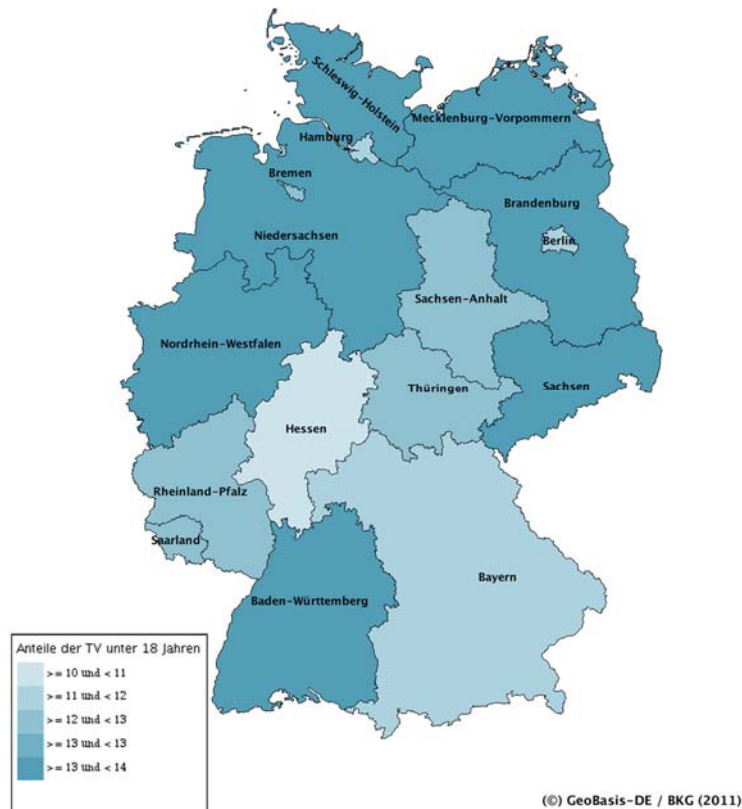 Schleswig-Holstein
Mecklenburg-Vorpommern
Hamburg
Bremen
Brandenburg
Niedersachsen
Berlin
Sachsen-Anhalt
Nordrhein-Westfalen
Thüringen
Sachsen
Hessen
Rheinland-Pfalz
Saarland
Bayern
Baden-Württemberg
Anteile der TV unter 18 Jahren
>= 10 und < 11
>= 11 und < 12
>= 12 und < 13
>= 13 und < 13
>= 13 und < 14
(©) GeoBasis-DE / BKG (2011)